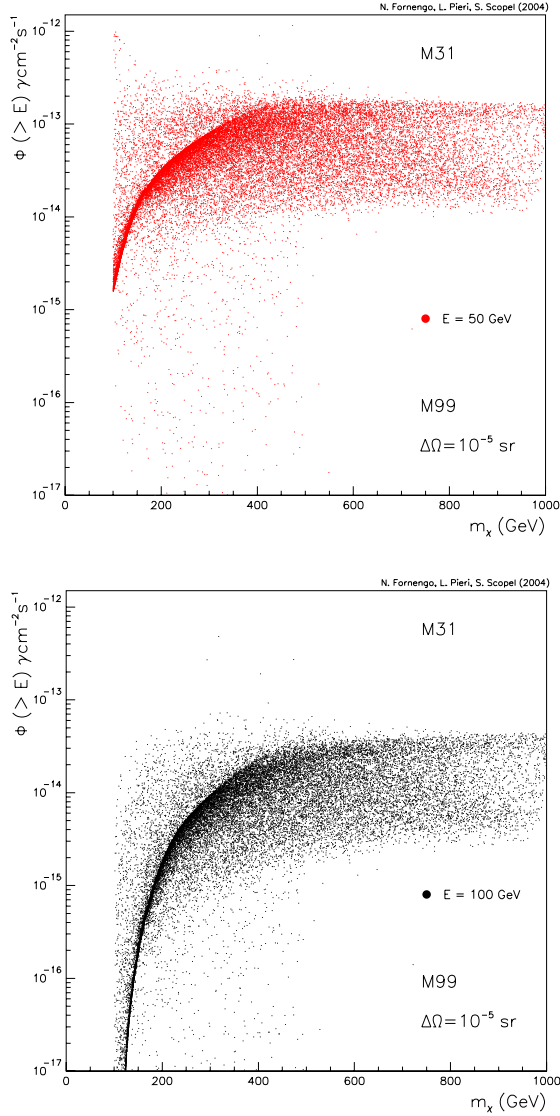 N. Fornengo, L. Pieri, S. Scopel (2004)
Φ (> E) γcm⁻²s⁻¹
10⁻¹²
10⁻¹³
10⁻¹⁴
10⁻¹⁵
10⁻¹⁶
10⁻¹⁷
M31
E = 50 GeV
M99
ΔΩ=10⁻⁵ sr
0 200 400 600 800 1000
mχ (GeV)
N. Fornengo, L. Pieri, S. Scopel (2004)
Φ (> E) γcm⁻²s⁻¹
10⁻¹²
10⁻¹³
10⁻¹⁴
10⁻¹⁵
10⁻¹⁶
10⁻¹⁷
M31
E = 100 GeV
M99
ΔΩ=10⁻⁵ sr
0 200 400 600 800 1000
mχ (GeV)